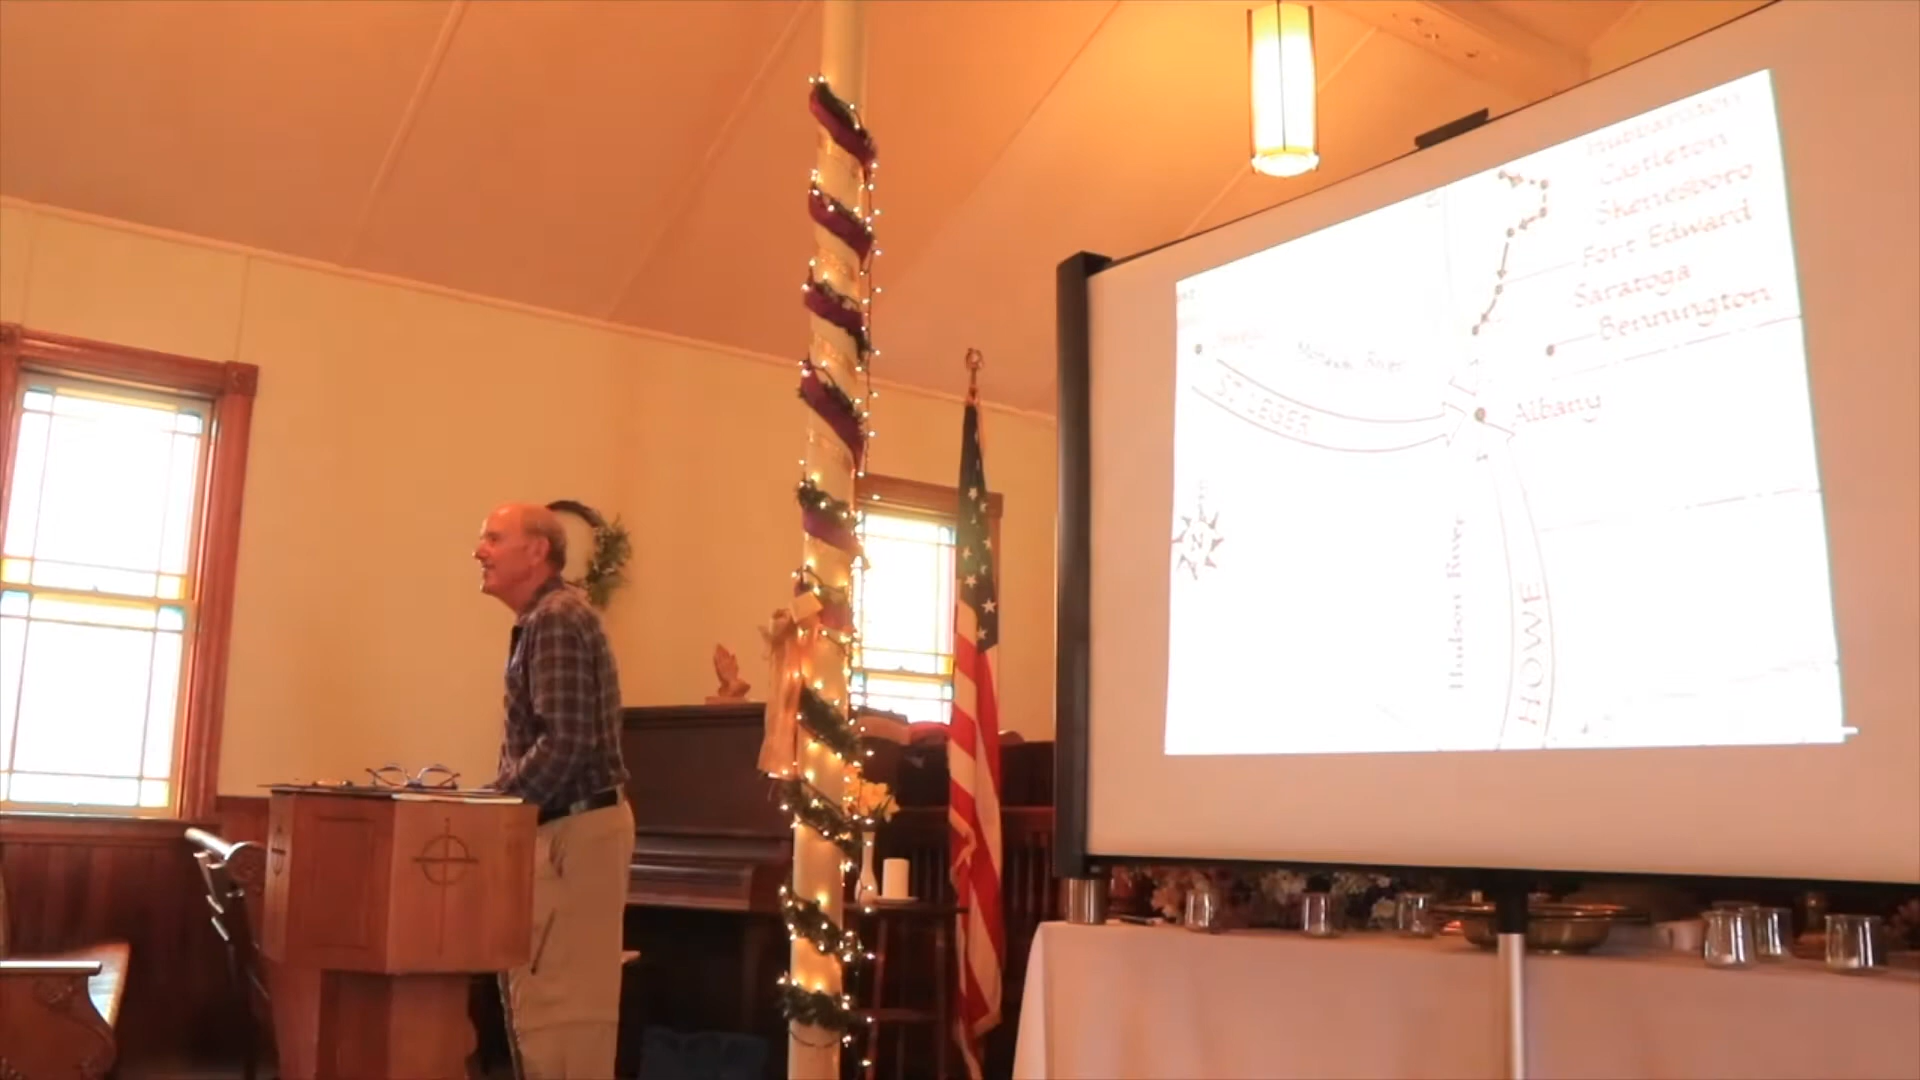 Castleton
Skenesboro
Fort Edward
Saratoga
Bennington
Mohawk River
ST. LEGER
Albany
Hudson River
HOWE